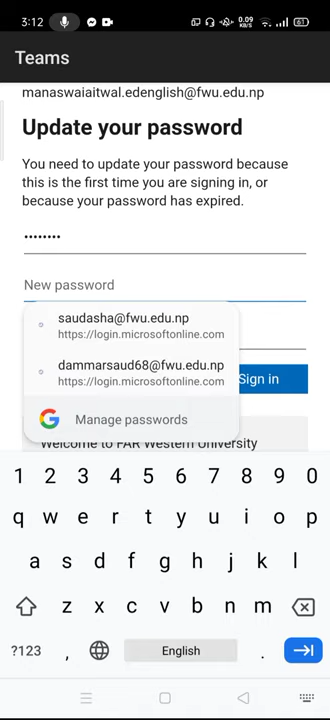 3:12
0.09
KB/s
61
Teams
manaswaiaitwal.edenglish@fwu.edu.np
Update your password
You need to update your password because
this is the first time you are signing in, or
because your password has expired.
••••••••
New password
saudasha@fwu.edu.np
https://login.microsoftonline.com
dammarsaud68@fwu.edu.np
https://login.microsoftonline.com
Sign in
Manage passwords
Welcome to FAR Western University
1 2 3 4 5 6 7 8 9 0
q w e r t y u i o p
a s d f g h j k l
z x c v b n m
?123 , English .